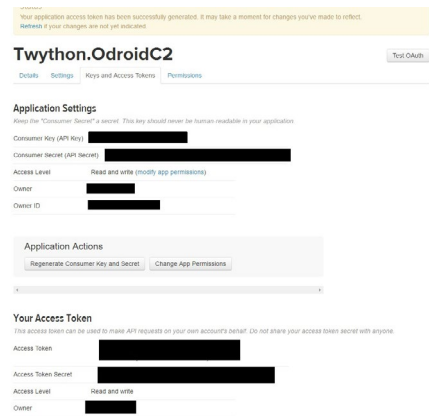 Status
Your application access token has been successfully generated. It may take a moment for changes you've made to reflect.
Refresh if your changes are not yet indicated.
Twython.OdroidC2
Test OAuth
Details Settings Keys and Access Tokens Permissions
Application Settings
Keep the "Consumer Secret" a secret. This key should never be human readable in your application.
Consumer Key (API Key)
Consumer Secret (API Secret)
Access Level Read and write (modify app permissions)
Owner
Owner ID
Application Actions
Regenerate Consumer Key and Secret Change App Permissions
Your Access Token
This access token can be used to make API requests on your own account's behalf. Do not share your access token secret with anyone.
Access Token
Access Token Secret
Access Level Read and write
Owner